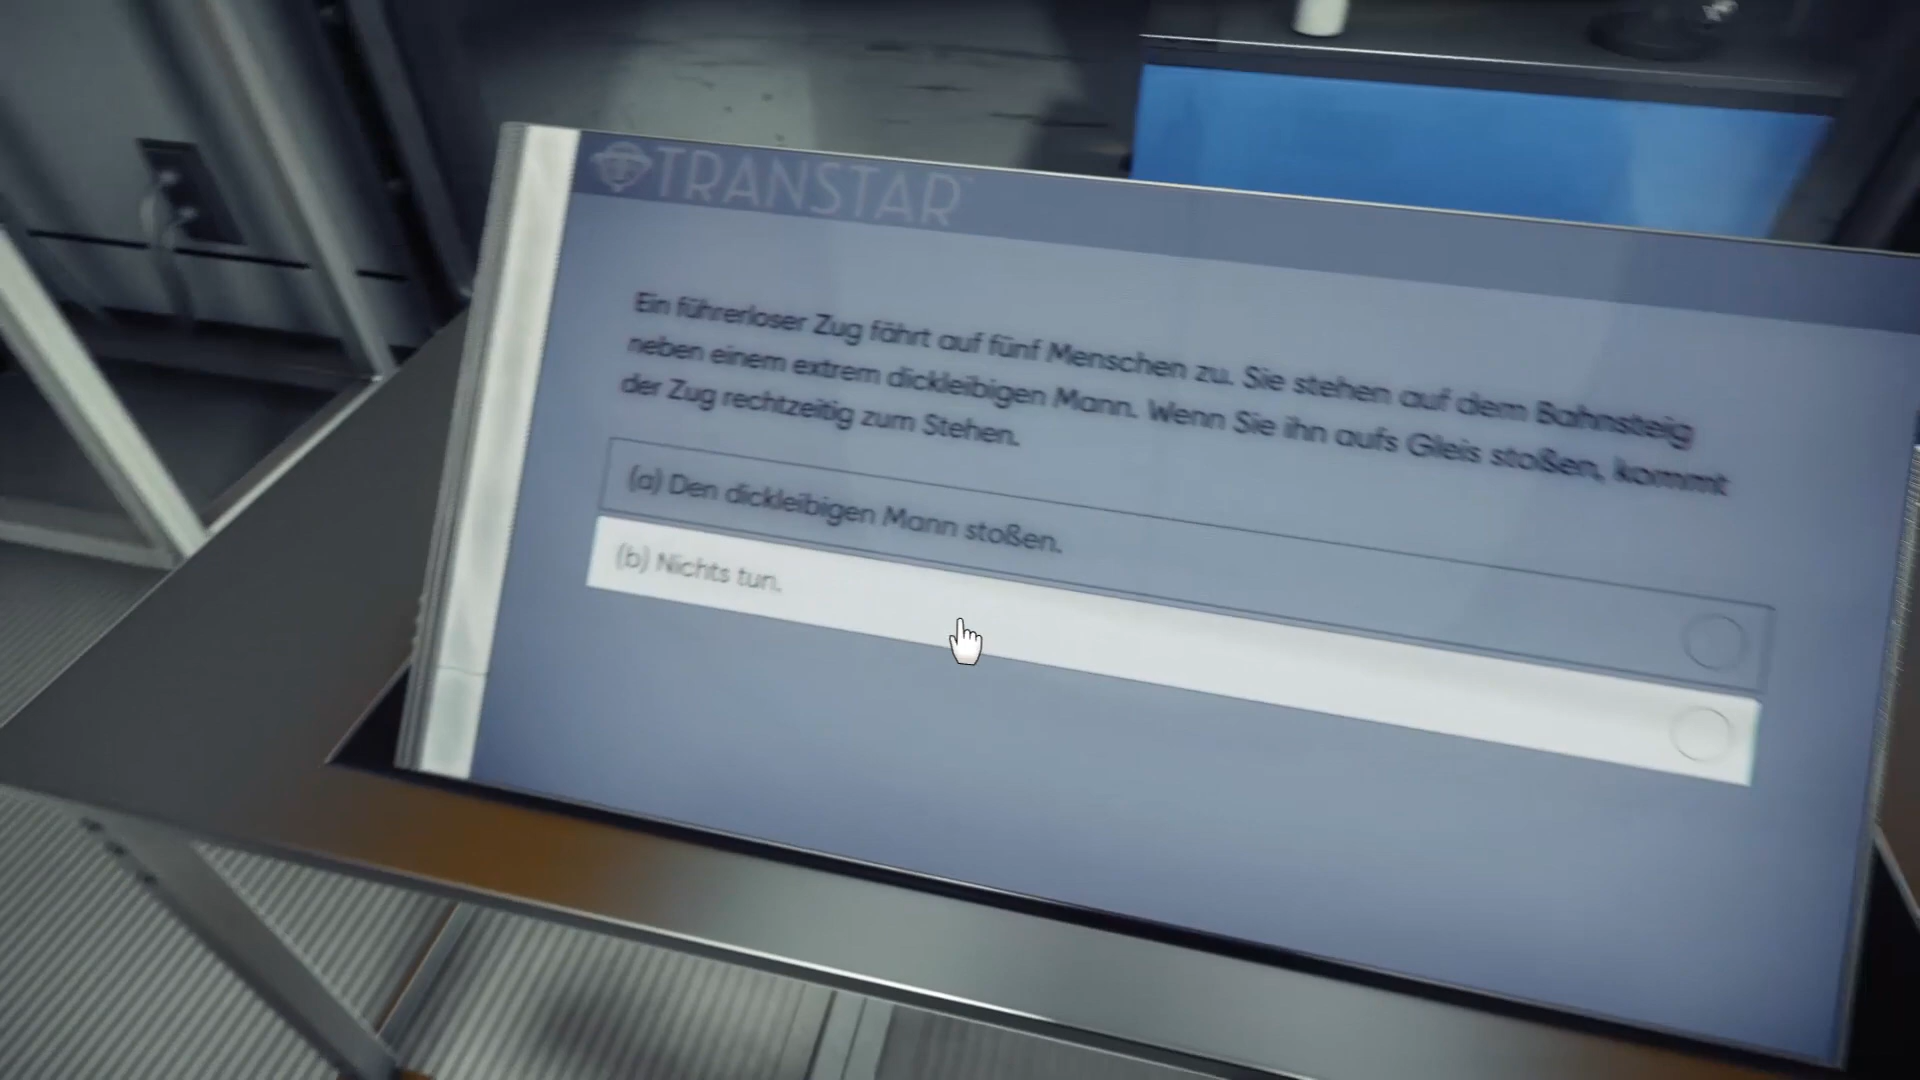 TRANSTAR
Ein führerloser Zug fährt auf fünf Menschen zu. Sie stehen auf dem Bahnsteig
neben einem extrem dickleibigen Mann. Wenn Sie ihn aufs Gleis stoßen, kommt
der Zug rechtzeitig zum Stehen.
(a) Den dickleibigen Mann stoßen.
(b) Nichts tun.